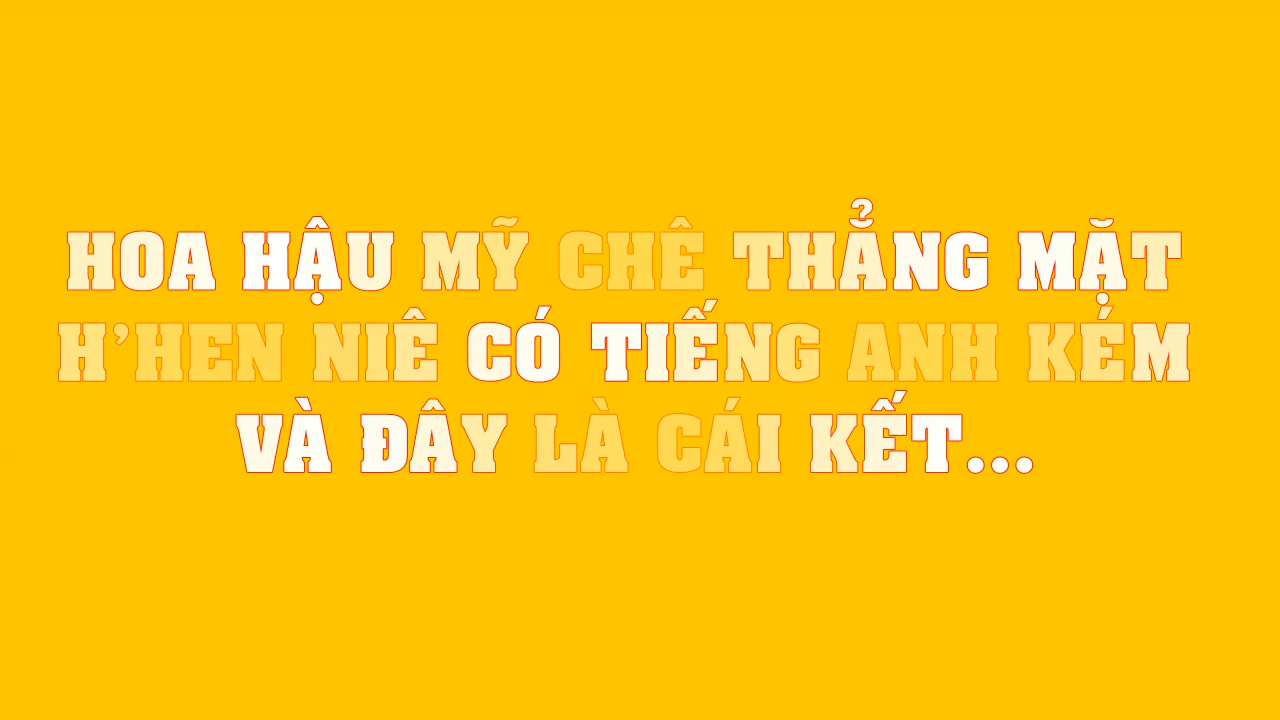 HOA HẬU MỸ CHÊ THẲNG MẶT
H'HEN NIÊ CÓ TIẾNG ANH KÉM
VÀ ĐÂY LÀ CÁI KẾT...